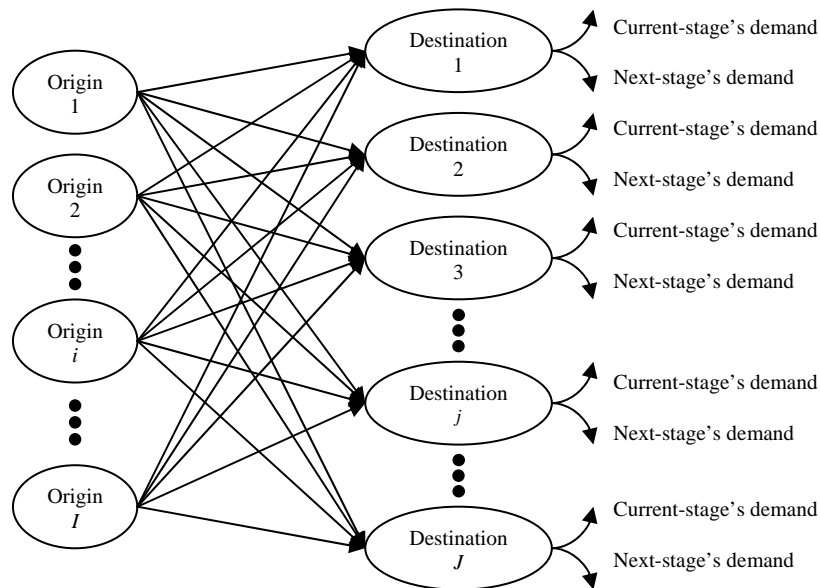 Origin
1
Origin
2
Origin
i
Origin
I
Destination
1
Destination
2
Destination
3
Destination
j
Destination
J
Current-stage’s demand
Next-stage’s demand
Current-stage’s demand
Next-stage’s demand
Current-stage’s demand
Next-stage’s demand
Current-stage’s demand
Next-stage’s demand
Current-stage’s demand
Next-stage’s demand